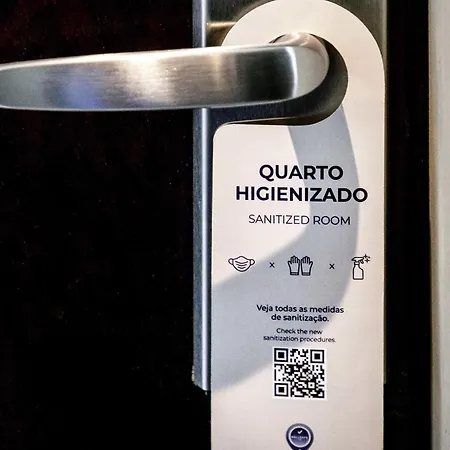 QUARTO
HIGIENIZADO
SANITIZED ROOM
x x
Veja todas as medidas
de sanitização.
Check the new
sanitization procedures.